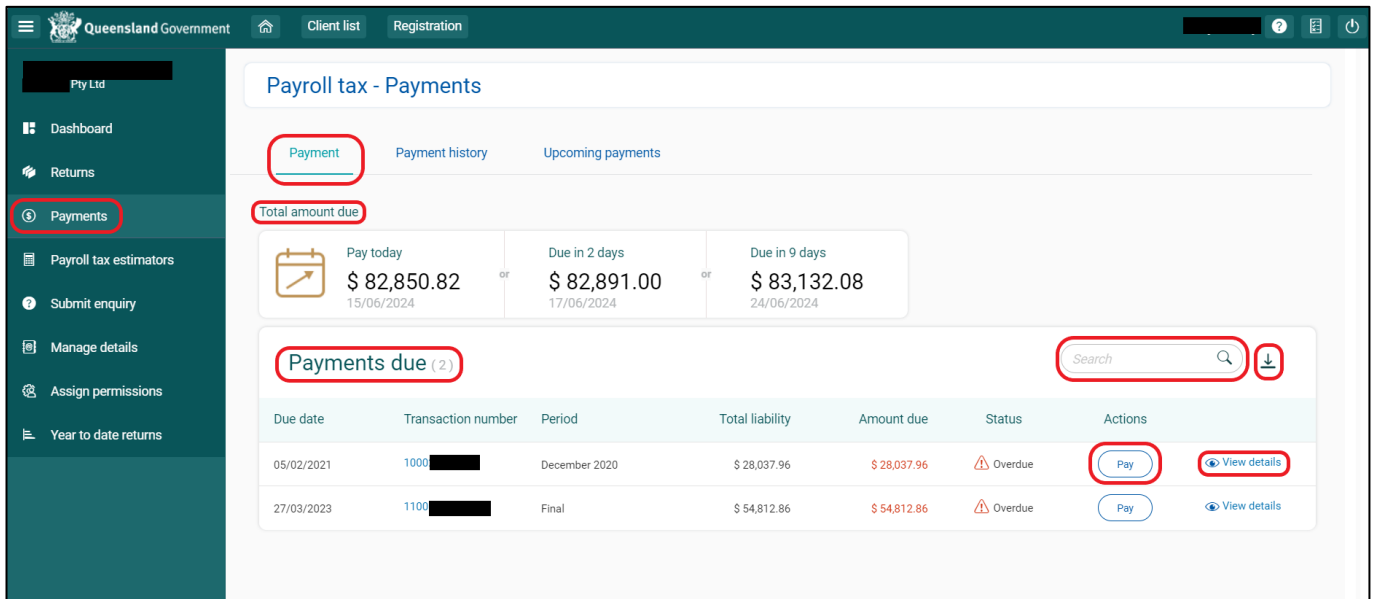 Queensland Government Client list Registration
Pty Ltd
Dashboard
Returns
Payments
Payroll tax estimators
Submit enquiry
Manage details
Assign permissions
Year to date returns
Payroll tax - Payments
Payment Payment history Upcoming payments
Total amount due
Pay today
$ 82,850.82
15/06/2024
or
Due in 2 days
$ 82,891.00
17/06/2024
or
Due in 9 days
$ 83,132.08
24/06/2024
Payments due (2) Search
Due date Transaction number Period Total liability Amount due Status Actions
05/02/2021 1000 December 2020 $ 28,037.96 $ 28,037.96 Overdue Pay View details
27/03/2023 1100 Final $ 54,812.86 $ 54,812.86 Overdue Pay View details